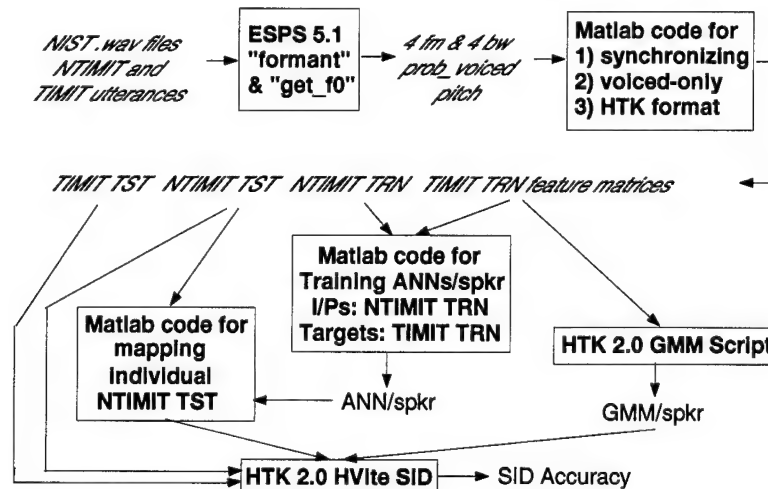 NIST .wav files
NTIMIT and
TIMIT utterances
ESPS 5.1
"formant"
& "get_f0"
4 fm & 4 bw
prob_voiced
pitch
Matlab code for
1) synchronizing
2) voiced-only
3) HTK format
TIMIT TST NTIMIT TST NTIMIT TRN TIMIT TRN feature matrices
Matlab code for
Training ANNs/spkr
I/Ps: NTIMIT TRN
Targets: TIMIT TRN
Matlab code for
mapping
individual
NTIMIT TST
HTK 2.0 GMM Script
ANN/spkr
GMM/spkr
HTK 2.0 HVite SID
SID Accuracy